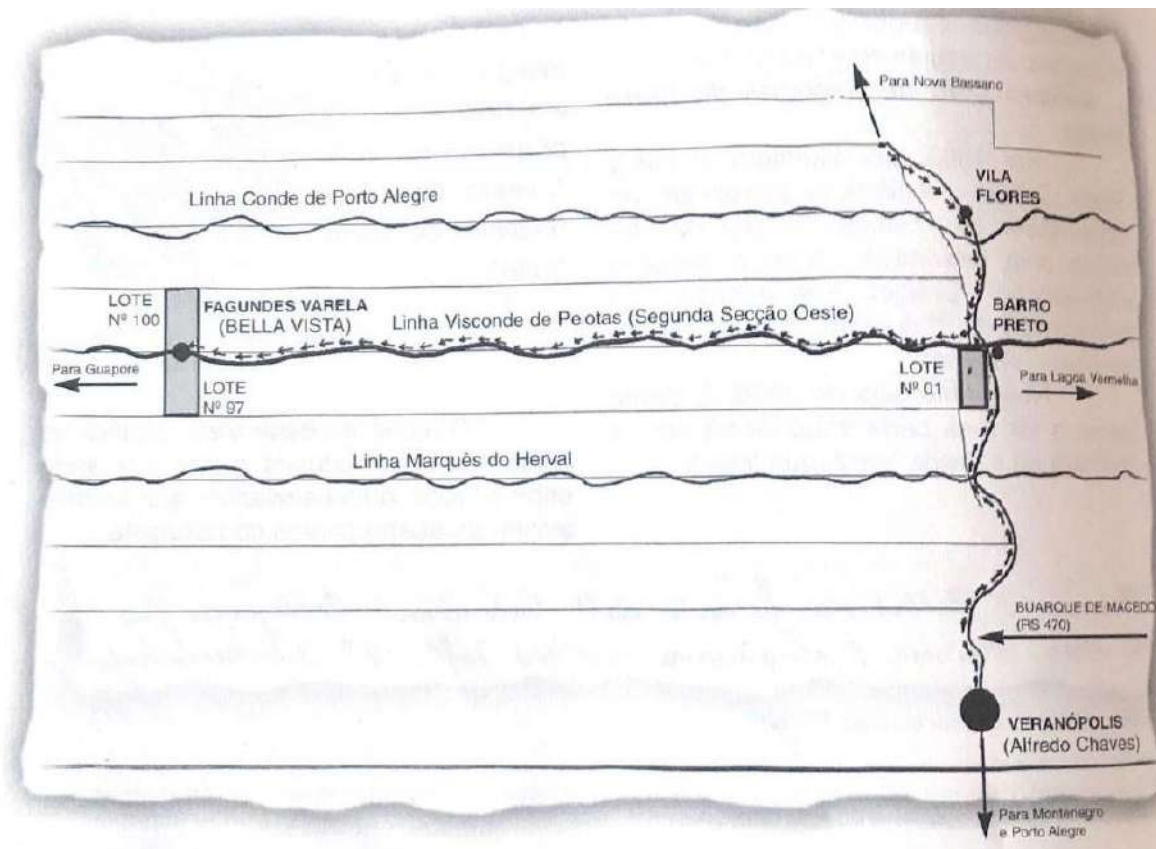 Para Nova Bassano
VILA
FLORES
Linha Conde de Porto Alegre
LOTE
Nº 100
FAGUNDES VARELA
(BELLA VISTA)
Linha Visconde de Pelotas (Segunda Secção Oeste)
BARRO
PRETO
Para Guaporé
LOTE
Nº 97
LOTE
Nº 01
Para Lagoa Vermelha
Linha Marquês do Herval
BUARQUE DE MACEDO
(RS 470)
VERANÓPOLIS
(Alfredo Chaves)
Para Montenegro
e Porto Alegre